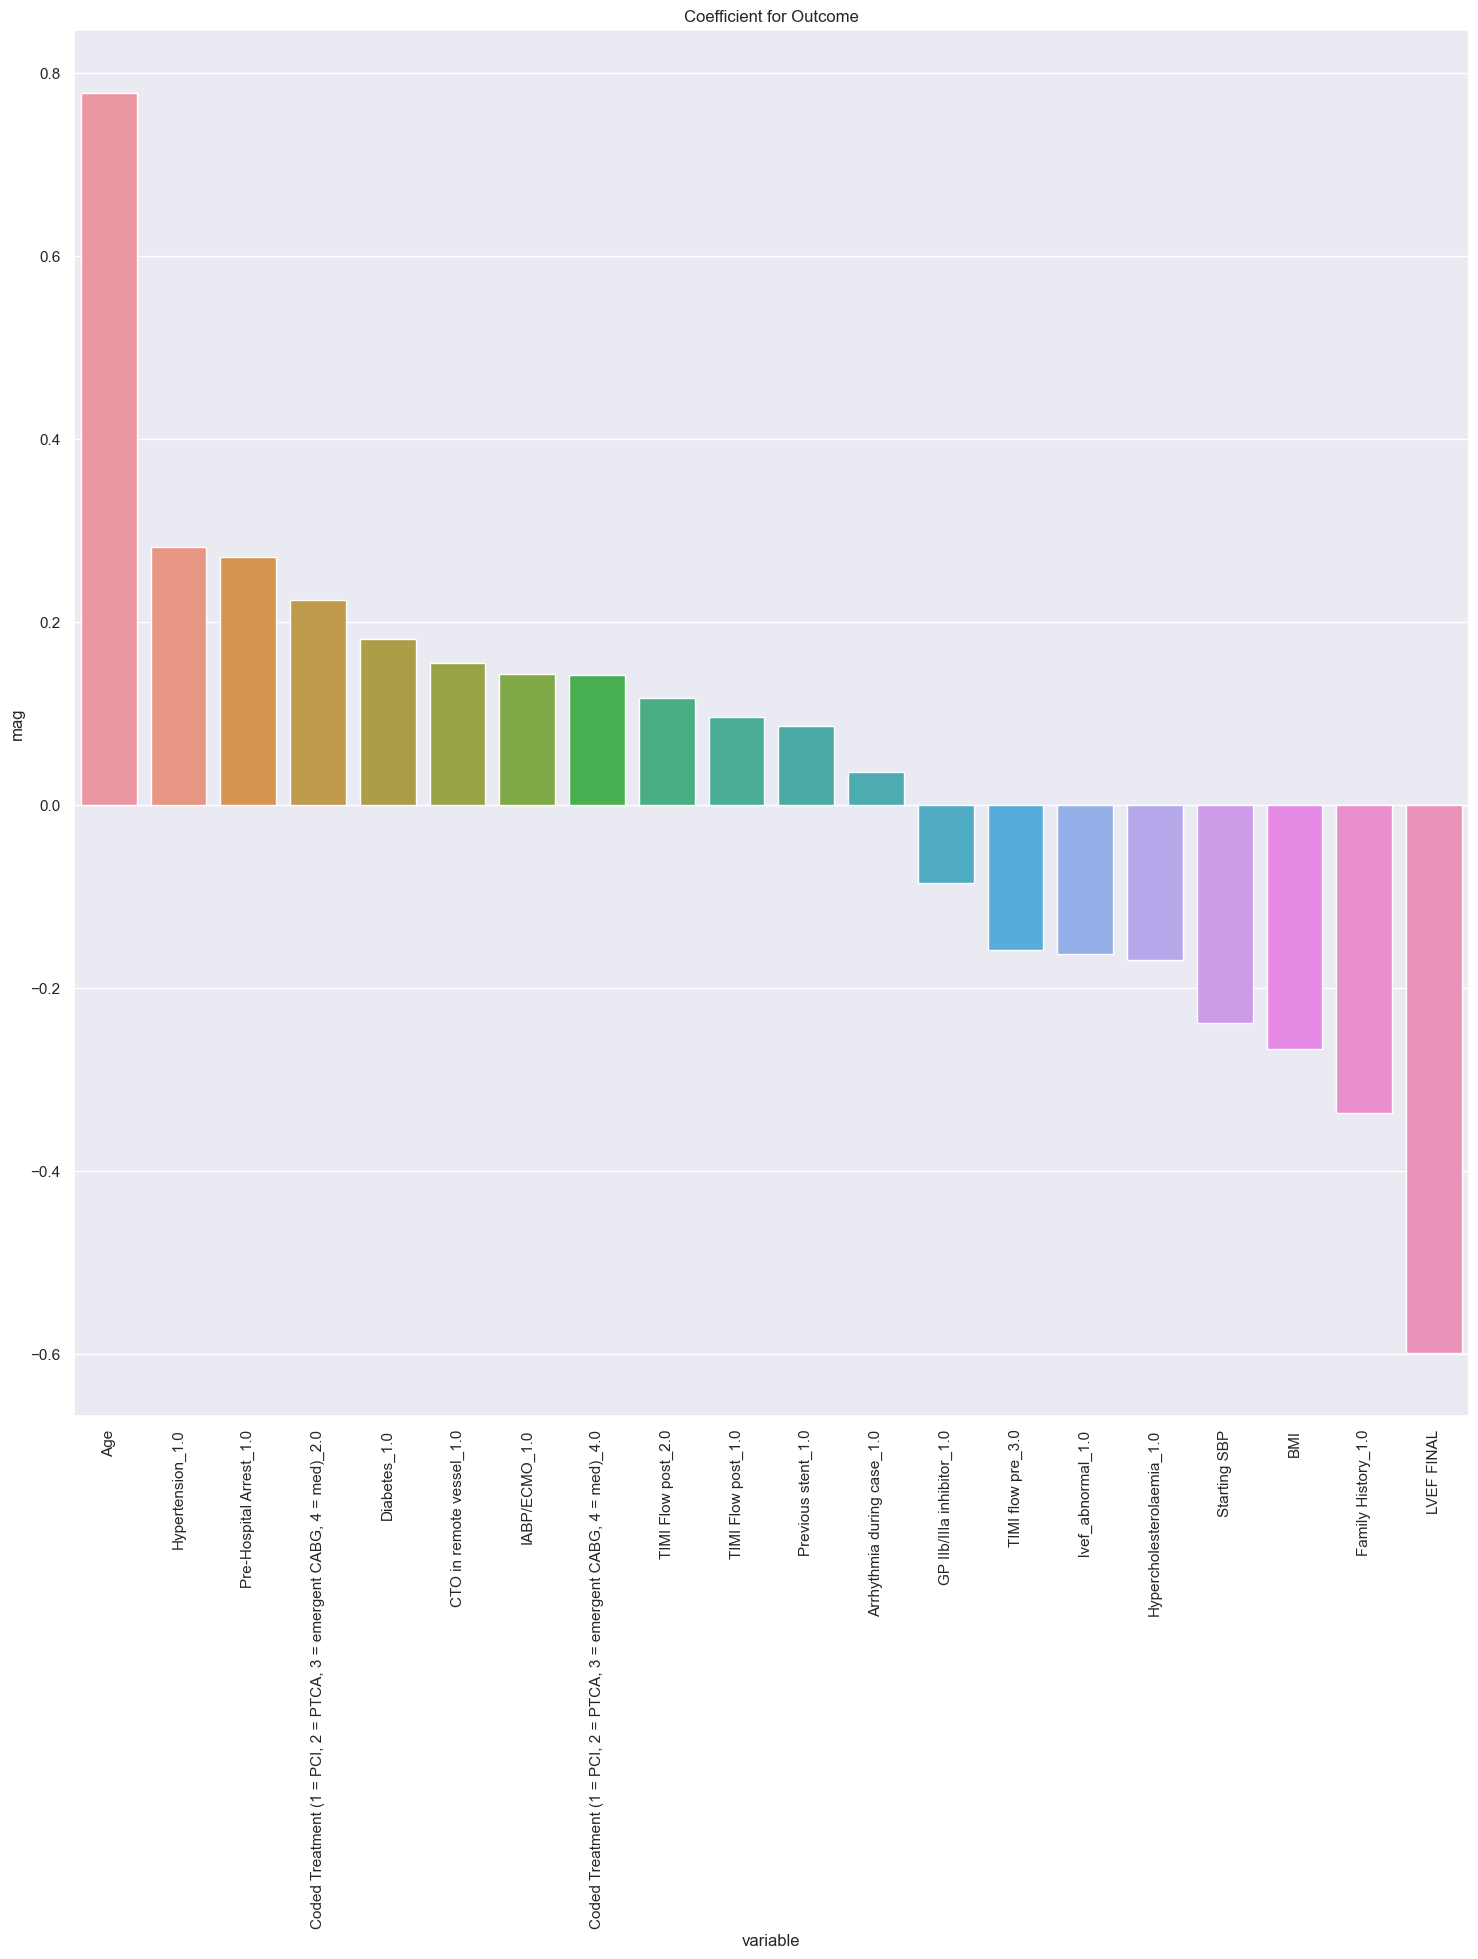 Coefficient for Outcome
0.8
0.6
0.4
0.2
0.0
−0.2
−0.4
−0.6
mag
Age
Hypertension_1.0
Pre-Hospital Arrest_1.0
Coded Treatment (1 = PCI, 2 = PTCA, 3 = emergent CABG, 4 = med)_2.0
Diabetes_1.0
CTO in remote vessel_1.0
IABP/ECMO_1.0
Coded Treatment (1 = PCI, 2 = PTCA, 3 = emergent CABG, 4 = med)_4.0
TIMI Flow post_2.0
TIMI Flow post_1.0
Previous stent_1.0
Arrhythmia during case_1.0
GP IIb/IIIa inhibitor_1.0
TIMI flow pre_3.0
lvef_abnormal_1.0
Hypercholesterolaemia_1.0
Starting SBP
BMI
Family History_1.0
LVEF FINAL
variable